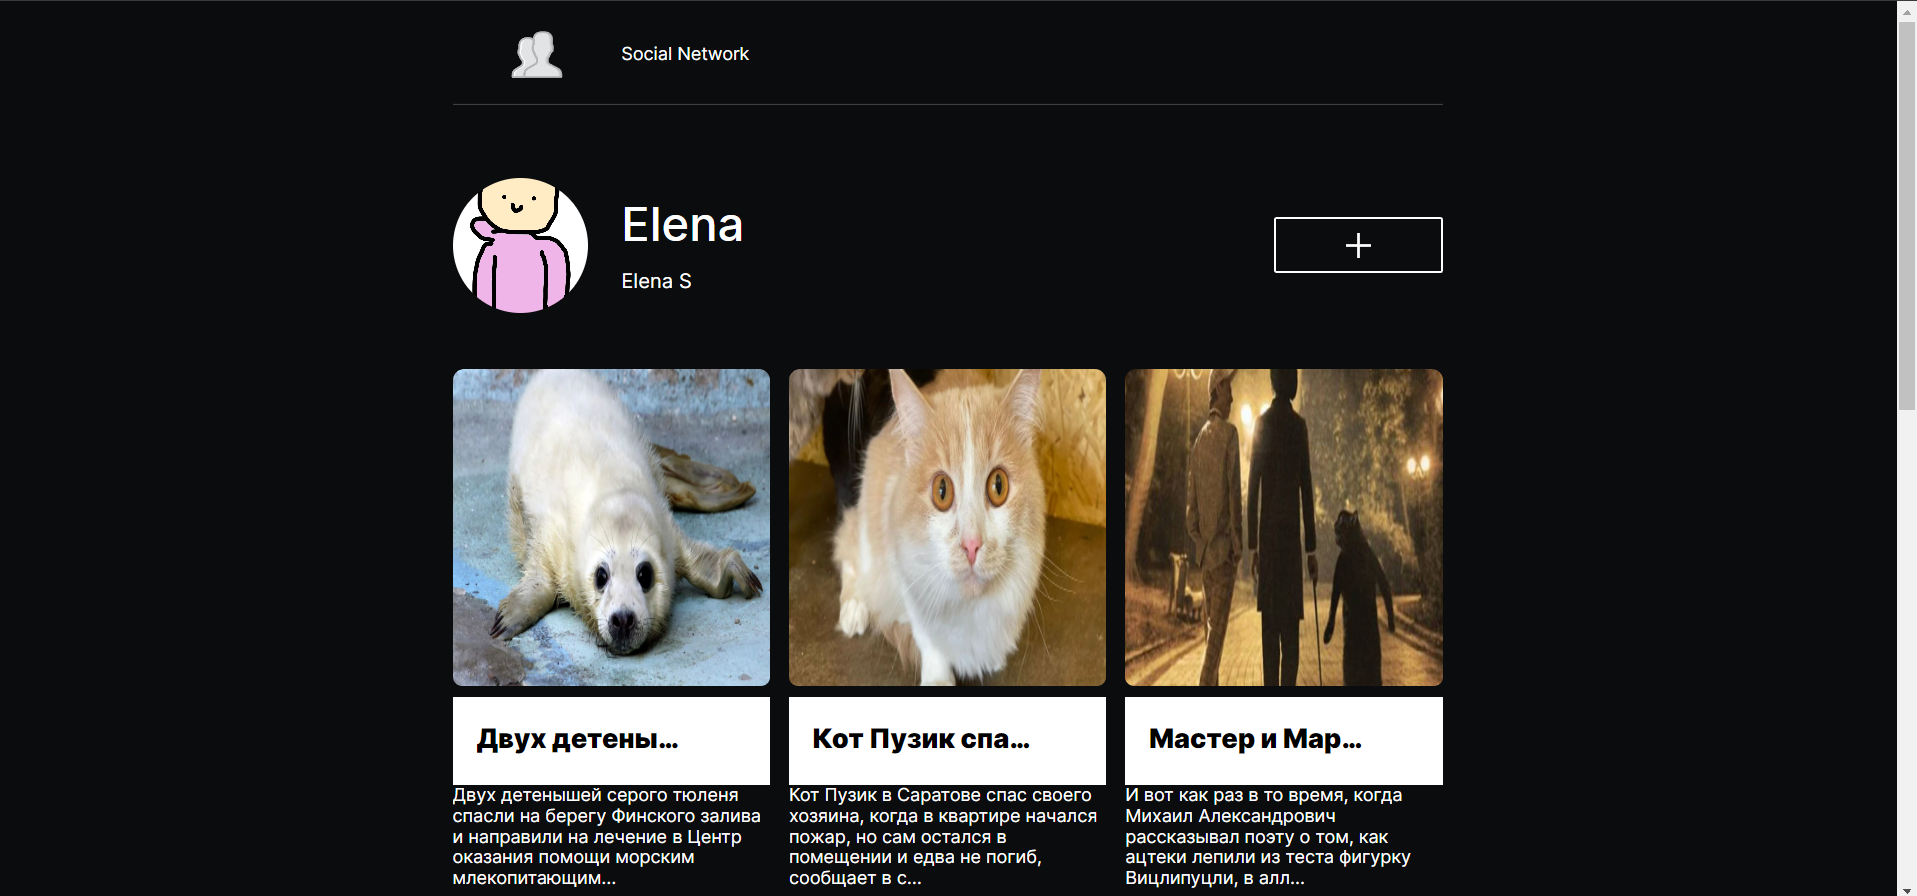 Social Network
Elena
Elena S
Двух детены...
Двух детенышей серого тюленя
спасли на берегу Финского залива
и направили на лечение в Центр
оказания помощи морским
млекопитающим...
Кот Пузик спа...
Кот Пузик в Саратове спас своего
хозяина, когда в квартире начался
пожар, но сам остался в
помещении и едва не погиб,
сообщает в с...
Мастер и Мар...
И вот как раз в то время, когда
Михаил Александрович
рассказывал поэту о том, как
ацтеки лепили из теста фигурку
Вицлипуцли, в алл...